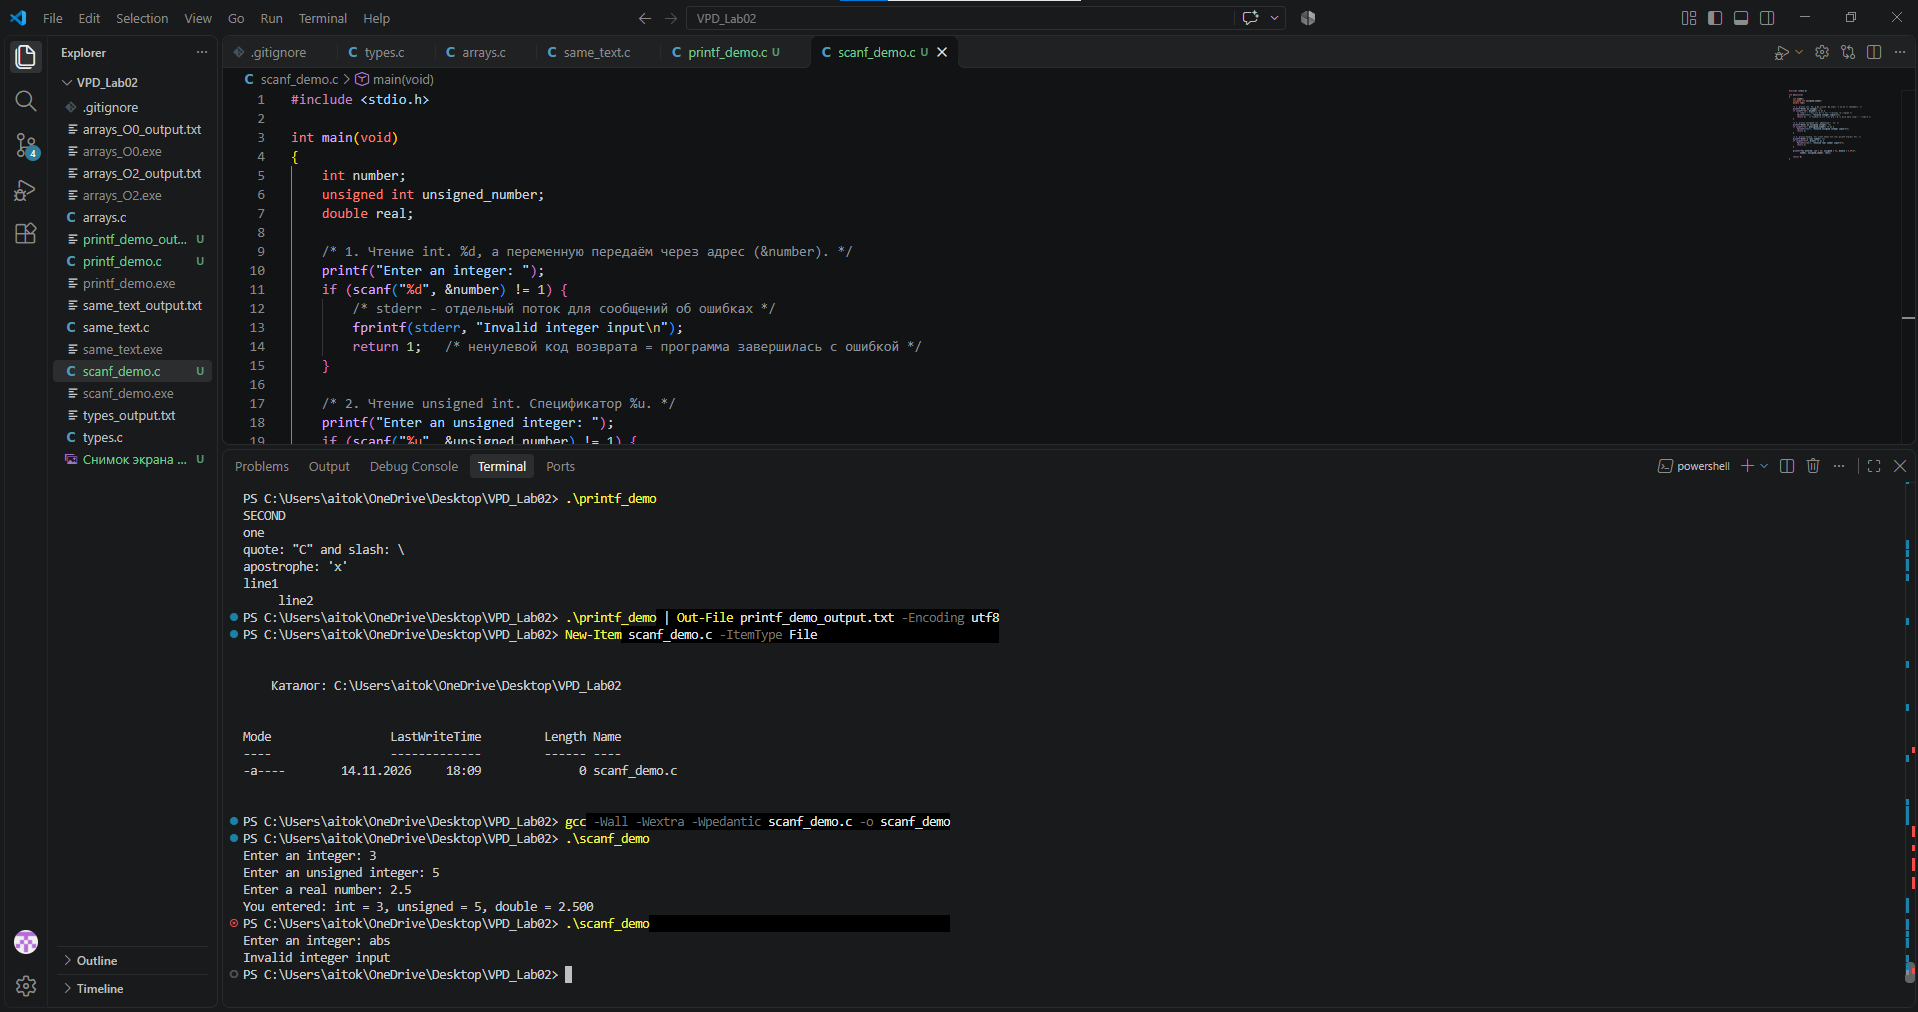 File Edit Selection View Go Run Terminal Help
VPD_Lab02
Explorer
VPD_Lab02
.gitignore
arrays_O0_output.txt
arrays_O0.exe
arrays_O2_output.txt
arrays_O2.exe
arrays.c
printf_demo_out... U
printf_demo.c U
printf_demo.exe
same_text_output.txt
same_text.c
same_text.exe
scanf_demo.c U
scanf_demo.exe
types_output.txt
types.c
Снимок экрана ... U
Outline
Timeline
4
.gitignore types.c arrays.c same_text.c printf_demo.c U scanf_demo.c U
scanf_demo.c > main(void)
1 #include <stdio.h>
2
3 int main(void)
4 {
5 int number;
6 unsigned int unsigned_number;
7 double real;
8
9 /* 1. Чтение int. %d, а переменную передаём через адрес (&number). */
10 printf("Enter an integer: ");
11 if (scanf("%d", &number) != 1) {
12 /* stderr - отдельный поток для сообщений об ошибках */
13 fprintf(stderr, "Invalid integer input\n");
14 return 1; /* ненулевой код возврата = программа завершилась с ошибкой */
15 }
16
17 /* 2. Чтение unsigned int. Спецификатор %u. */
18 printf("Enter an unsigned integer: ");
19 if (scanf("%u", &unsigned_number) != 1) {
Problems Output Debug Console Terminal Ports
powershell
PS C:\Users\aitok\OneDrive\Desktop\VPD_Lab02> .\printf_demo
SECOND
one
quote: "C" and slash: \
apostrophe: 'x'
line1
line2
PS C:\Users\aitok\OneDrive\Desktop\VPD_Lab02> .\printf_demo | Out-File printf_demo_output.txt -Encoding utf8
PS C:\Users\aitok\OneDrive\Desktop\VPD_Lab02> New-Item scanf_demo.c -ItemType File
Каталог: C:\Users\aitok\OneDrive\Desktop\VPD_Lab02
Mode LastWriteTime Length Name
---- ------------- ------ ----
-a---- 14.11.2026 18:09 0 scanf_demo.c
PS C:\Users\aitok\OneDrive\Desktop\VPD_Lab02> gcc -Wall -Wextra -Wpedantic scanf_demo.c -o scanf_demo
PS C:\Users\aitok\OneDrive\Desktop\VPD_Lab02> .\scanf_demo
Enter an integer: 3
Enter an unsigned integer: 5
Enter a real number: 2.5
You entered: int = 3, unsigned = 5, double = 2.500
PS C:\Users\aitok\OneDrive\Desktop\VPD_Lab02> .\scanf_demo
Enter an integer: abs
Invalid integer input
PS C:\Users\aitok\OneDrive\Desktop\VPD_Lab02>